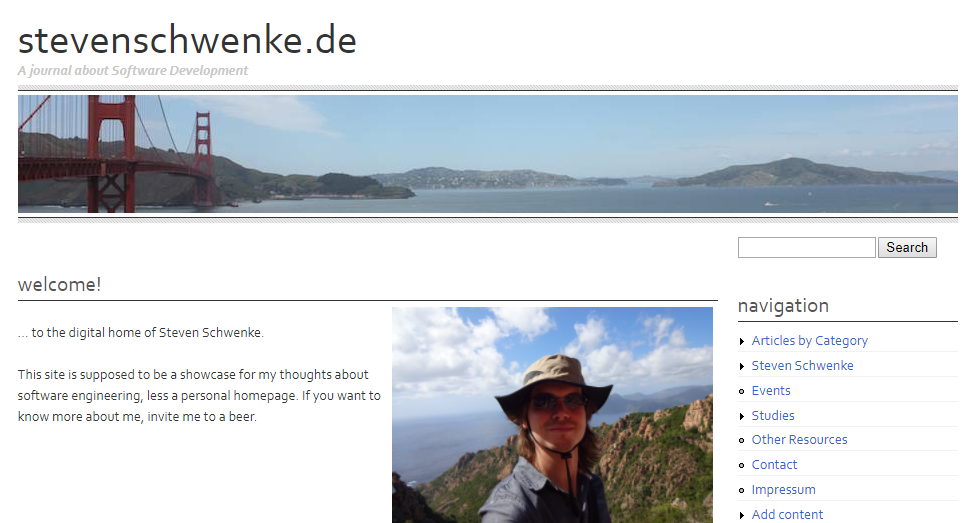 stevenschwenke.de
A journal about Software Development
Search
welcome!
... to the digital home of Steven Schwenke.
This site is supposed to be a showcase for my thoughts about
software engineering, less a personal homepage. If you want to
know more about me, invite me to a beer.
navigation
Articles by Category
Steven Schwenke
Events
Studies
Other Resources
Contact
Impressum
Add content